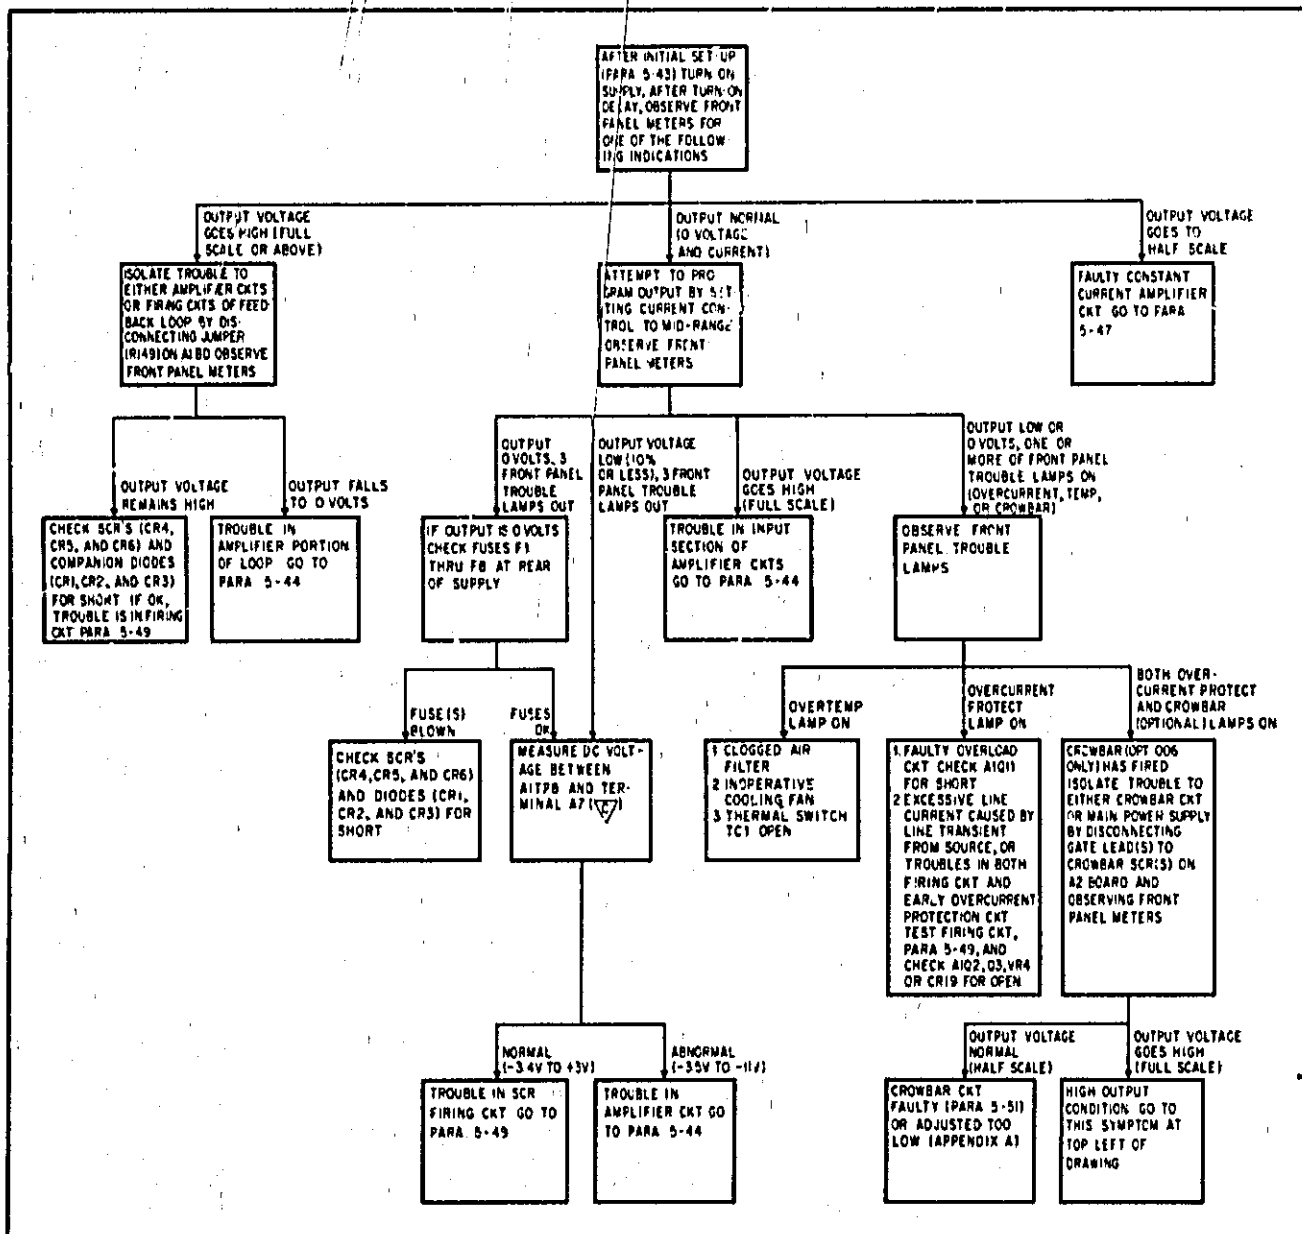 AFTER INITIAL SET-UP
(PARA 5-43) TURN ON
SUPPLY, AFTER TURN-ON
DELAY, OBSERVE FRONT
PANEL METERS FOR
ONE OF THE FOLLOW-
ING INDICATIONS
OUTPUT VOLTAGE
GOES HIGH (FULL
SCALE OR ABOVE)
OUTPUT NORMAL
(0 VOLTAGE
AND CURRENT)
OUTPUT VOLTAGE
GOES TO
HALF SCALE
ISOLATE TROUBLE TO
EITHER AMPLIFIER CKTS
OR FIRING CKTS OF FEED
BACK LOOP BY DIS-
CONNECTING JUMPER
(R149) ON A1 BD OBSERVE
FRONT PANEL METERS
ATTEMPT TO PRO
GRAM OUTPUT BY SET
TING CURRENT CON
TROL TO MID-RANGE
OBSERVE FRONT
PANEL METERS
FAULTY CONSTANT
CURRENT AMPLIFIER
CKT GO TO PARA
5-47
OUTPUT VOLTAGE
REMAINS HIGH
OUTPUT FALLS
TO 0 VOLTS
OUTPUT
0 VOLTS, 3
FRONT PANEL
TROUBLE
LAMPS OUT
OUTPUT VOLTAGE
LOW (10%
OR LESS), 3 FRONT
PANEL TROUBLE
LAMPS OUT
OUTPUT VOLTAGE
GOES HIGH
(FULL SCALE)
OUTPUT LOW OR
0 VOLTS, ONE OR
MORE OF FRONT PANEL
TROUBLE LAMPS ON
(OVERCURRENT, TEMP,
OR CROWBAR)
CHECK SCR'S (CR4,
CR5, AND CR6) AND
COMPANION DIODES
(CR1, CR2, AND CR3)
FOR SHORT IF OK,
TROUBLE IS IN FIRING
CKT PARA 5-49
TROUBLE IN
AMPLIFIER PORTION
OF LOOP GO TO
PARA 5-44
IF OUTPUT IS 0 VOLTS
CHECK FUSES F1
THRU F8 AT REAR
OF SUPPLY
TROUBLE IN INPUT
SECTION OF
AMPLIFIER CKTS
GO TO PARA 5-44
OBSERVE FRONT
PANEL TROUBLE
LAMPS
FUSE(S)
BLOWN
FUSES
OK
OVERTEMP
LAMP ON
OVERCURRENT
PROTECT
LAMP ON
BOTH OVER-
CURRENT PROTECT
AND CROWBAR
(OPTIONAL) LAMPS ON
CHECK SCR'S
(CR4, CR5, AND CR6)
AND DIODES (CR1,
CR2, AND CR3) FOR
SHORT
MEASURE DC VOLT-
AGE BETWEEN
A1TP8 AND TER-
MINAL A7
1 CLOGGED AIR
FILTER
2 INOPERATIVE
COOLING FAN
3 THERMAL SWITCH
TC1 OPEN
1. FAULTY OVERLOAD
CKT CHECK A1Q11
FOR SHORT
2 EXCESSIVE LINE
CURRENT CAUSED BY
LINE TRANSIENT
FROM SOURCE, OR
TROUBLES IN BOTH
FIRING CKT AND
EARLY OVERCURRENT
PROTECTION CKT
TEST FIRING CKT,
PARA 5-49, AND
CHECK A1Q2, Q3, VR4
OR CR19 FOR OPEN
CROWBAR (OPT 006
ONLY) HAS FIRED
ISOLATE TROUBLE TO
EITHER CROWBAR CKT
OR MAIN POWER SUPPLY
BY DISCONNECTING
GATE LEAD(S) TO
CROWBAR SCR(S) ON
A2 BOARD AND
OBSERVING FRONT
PANEL METERS
NORMAL
(-3.4V TO +3V)
ABNORMAL
(-3.5V TO -11V)
OUTPUT VOLTAGE
NORMAL
(HALF SCALE)
OUTPUT VOLTAGE
GOES HIGH
(FULL SCALE)
TROUBLE IN SCR
FIRING CKT GO TO
PARA. 5-49
TROUBLE IN
AMPLIFIER CKT GO
TO PARA 5-44
CROWBAR CKT
FAULTY (PARA 5-51)
OR ADJUSTED TOO
LOW (APPENDIX A)
HIGH OUTPUT
CONDITION GO TO
THIS SYMPTOM AT
TOP LEFT OF
DRAWING